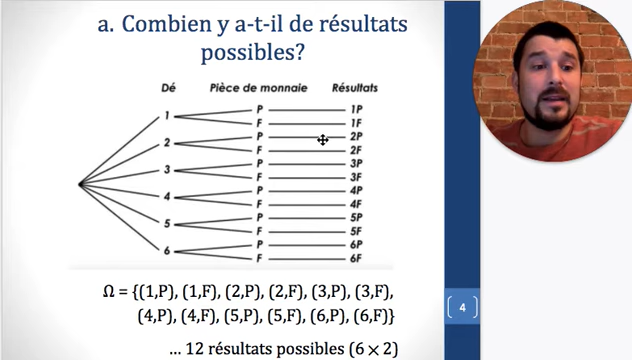 a. Combien y a-t-il de résultats
possibles?
Dé Pièce de monnaie Résultats
1 P 1P
F 1F
2 P 2P
F 2F
3 P 3P
F 3F
4 P 4P
F 4F
5 P 5P
F 5F
6 P 6P
F 6F
Ω = {(1,P), (1,F), (2,P), (2,F), (3,P), (3,F),
(4,P), (4,F), (5,P), (5,F), (6,P), (6,F)}
... 12 résultats possibles (6 × 2)
4